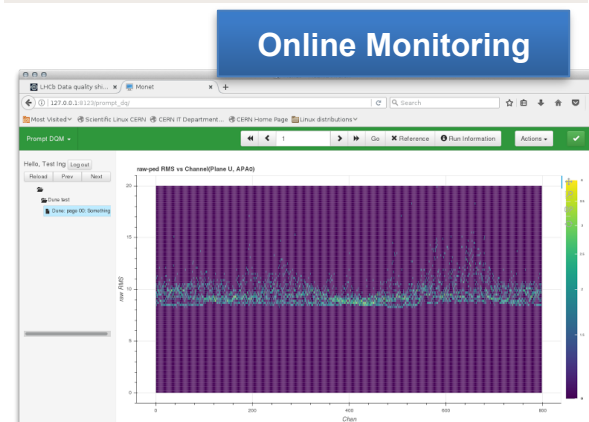 Online Monitoring
LHCb Data quality shi... × Monet × +
127.0.0.1:8123/prompt_dq/ Search
Most Visited Scientific Linux CERN CERN IT Department... CERN Home Page Linux distributions
Prompt DQM 1 Go Reference Run Information Actions
Hello, Test Ing Log out
Reload Prev Next
Dune test
Dune: page 00: Something
raw-ped RMS vs Channel(Plane U, APA0)
20
15
10
5
0
raw RMS
0 200 400 600 800
Chan